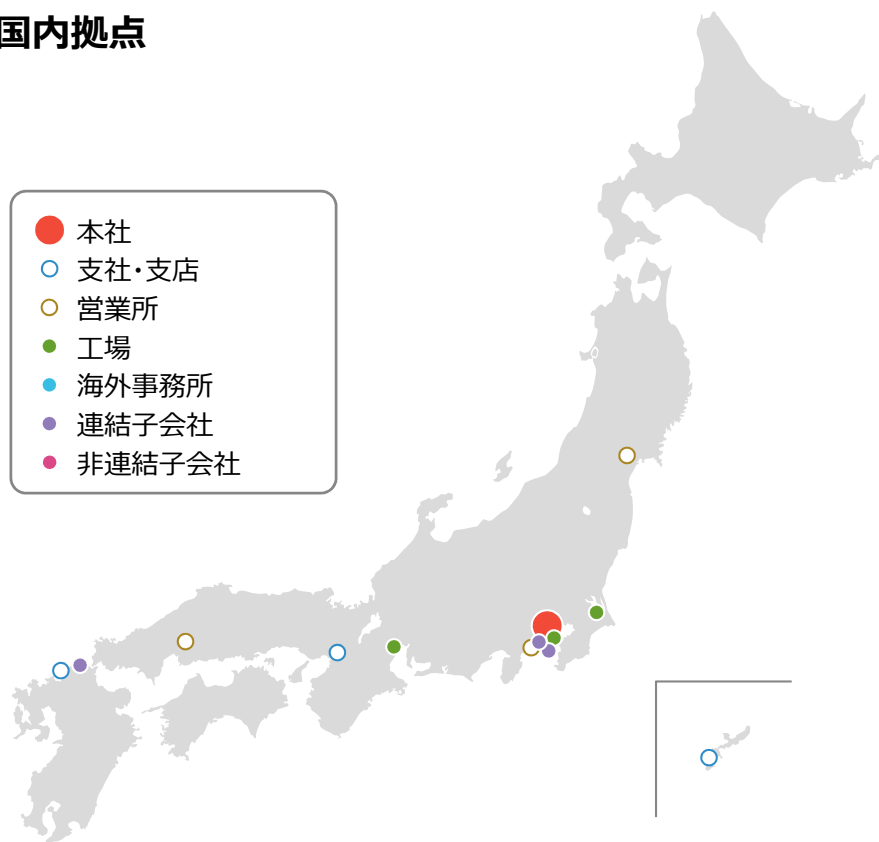 国内拠点
本社
支社・支店
営業所
工場
海外事務所
連結子会社
非連結子会社